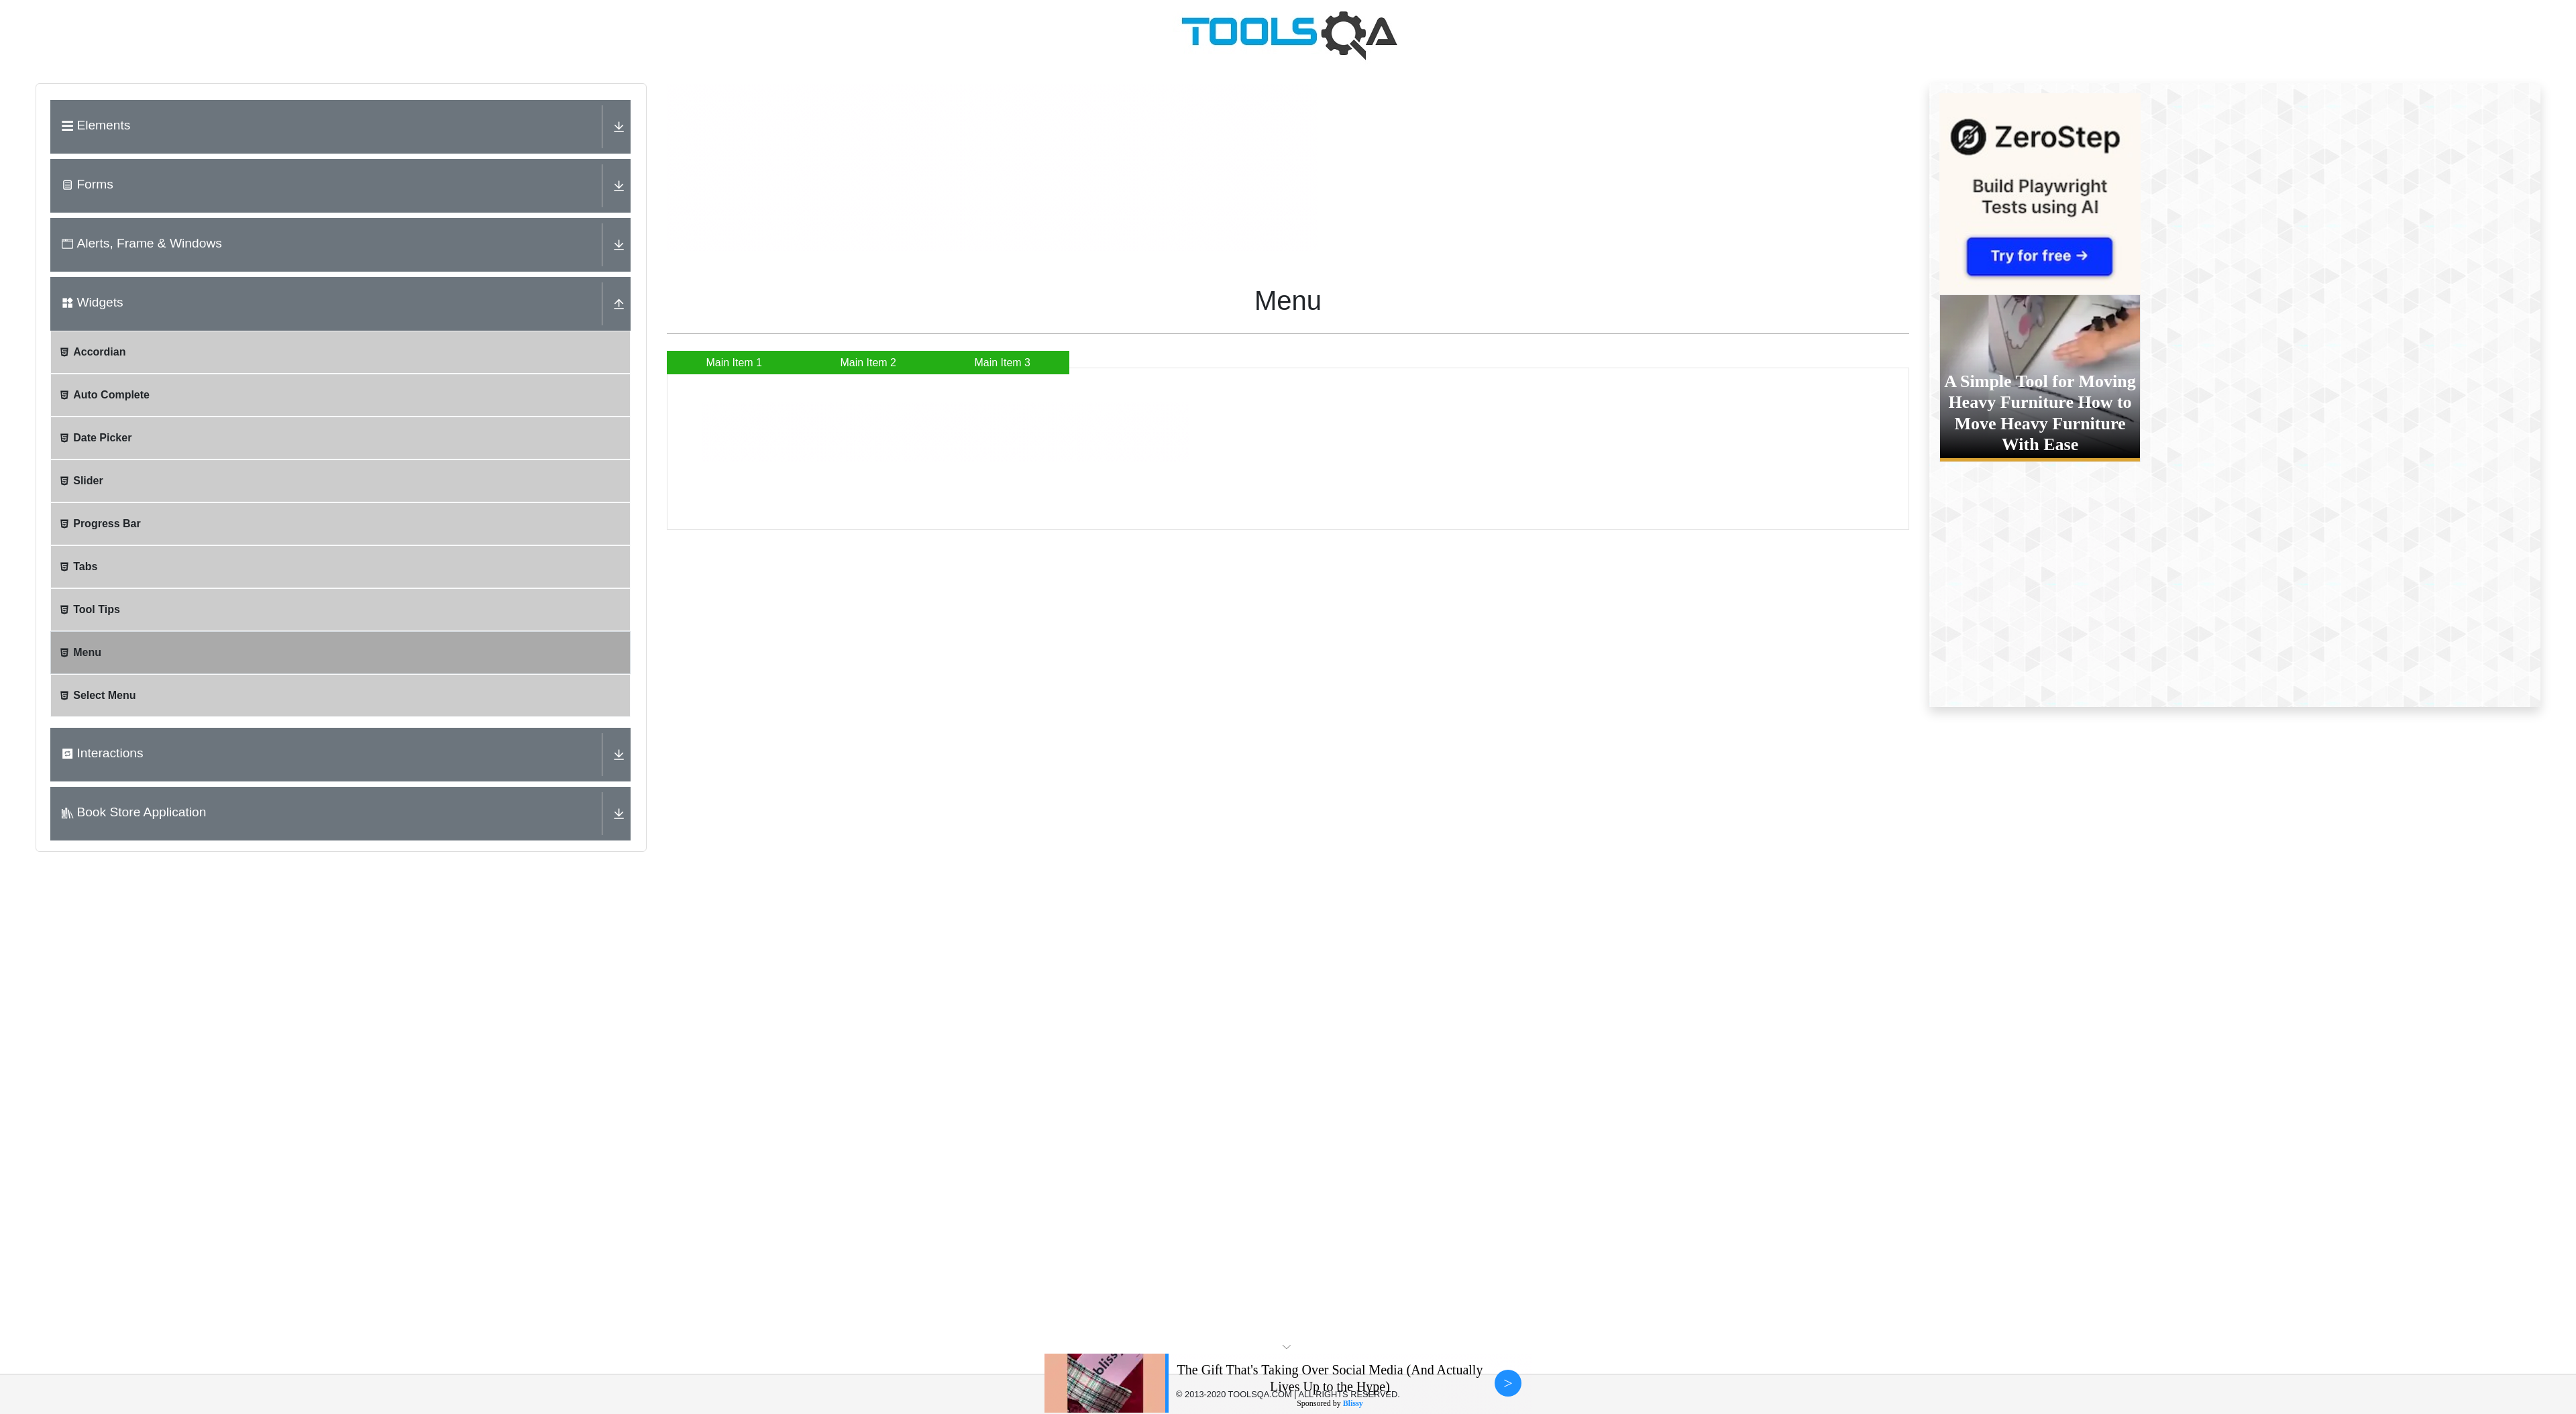 TOOLSQA
Elements
Forms
Alerts, Frame & Windows
Widgets
Accordian
Auto Complete
Date Picker
Slider
Progress Bar
Tabs
Tool Tips
Menu
Select Menu
Interactions
Book Store Application
Menu
Main Item 1 Main Item 2 Main Item 3
ZeroStep
Build Playwright
Tests using AI
Try for free →
A Simple Tool for Moving
Heavy Furniture How to
Move Heavy Furniture
With Ease
bliss
The Gift That's Taking Over Social Media (And Actually
Lives Up to the Hype)
>
© 2013-2020 TOOLSQA.COM | ALL RIGHTS RESERVED.
Sponsored by Blissy